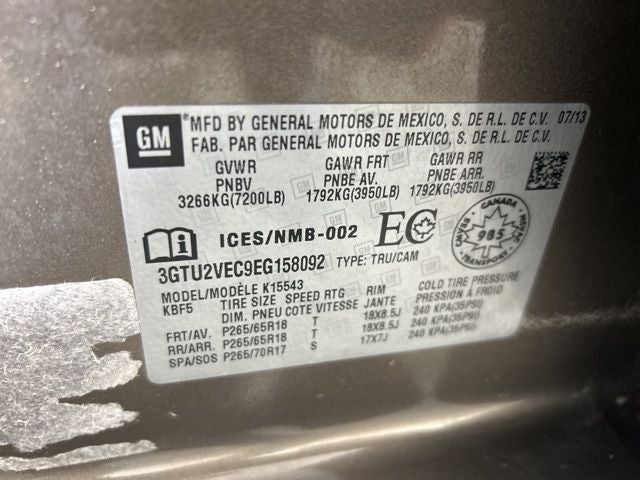 GM
*MFD BY GENERAL MOTORS DE MEXICO, S. DE R.L. DE C.V. 07/13
FAB. PAR GENERAL MOTORS DE MEXICO, S. DE R.L. DE C.V.
GVWR GAWR FRT GAWR RR
PNBV PNBE AV. PNBE ARR.
3266KG(7200LB) 1792KG(3950LB) 1792KG(3950LB)
ICES/NMB-002 EC CANADA 985 CAVSRR MVSAC
3GTU2VEC9EG158092 TYPE: TRU/CAM
MODEL/MODÈLE K15543
KBF5 TIRE SIZE SPEED RTG RIM COLD TIRE PRESSURE
DIM. PNEU COTE VITESSE JANTE PRESSION À FROID
FRT/AV. P265/65R18 T 18X8.5J 240 KPA(35PSI)
RR/ARR. P265/65R18 T 18X8.5J 240 KPA(35PSI)
SPA/SOS P265/70R17 S 17X7J 240 KPA(35PSI)